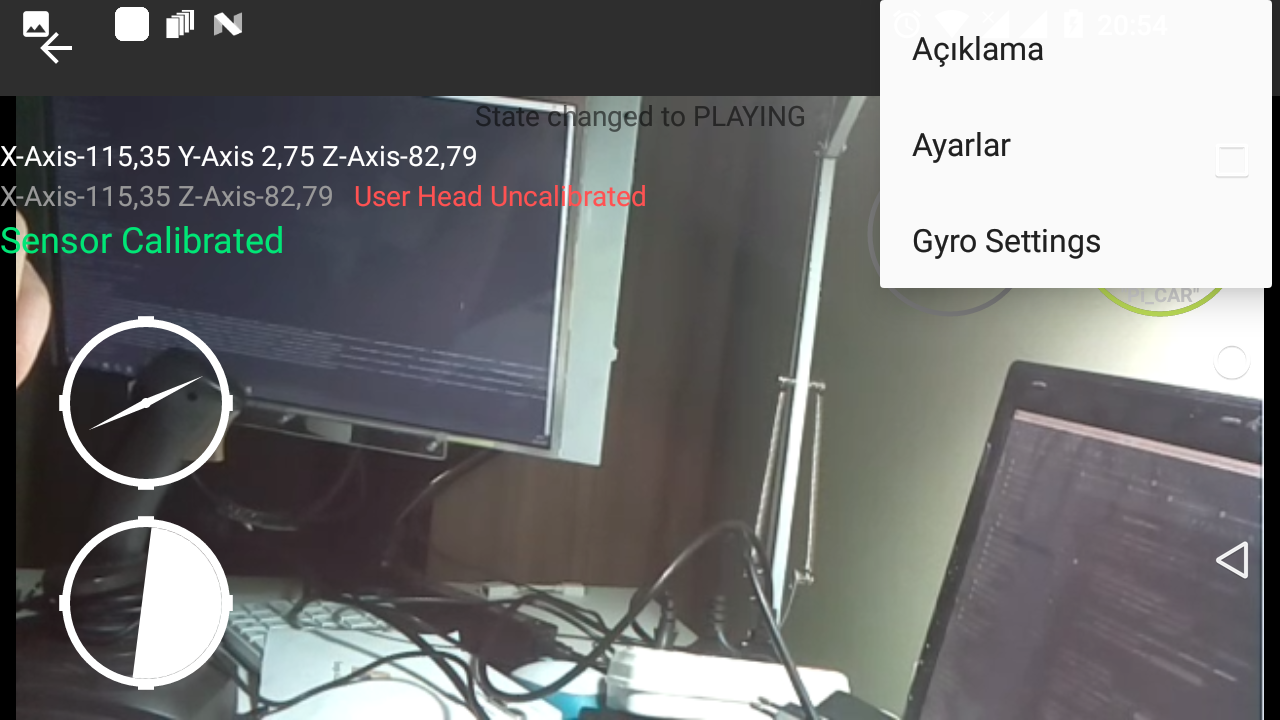 20:54
Açıklama
Ayarlar
Gyro Settings
State changed to PLAYING
X-Axis-115,35 Y-Axis 2,75 Z-Axis-82,79
X-Axis-115,35 Z-Axis-82,79 User Head Uncalibrated
Sensor Calibrated
PI_CAR"